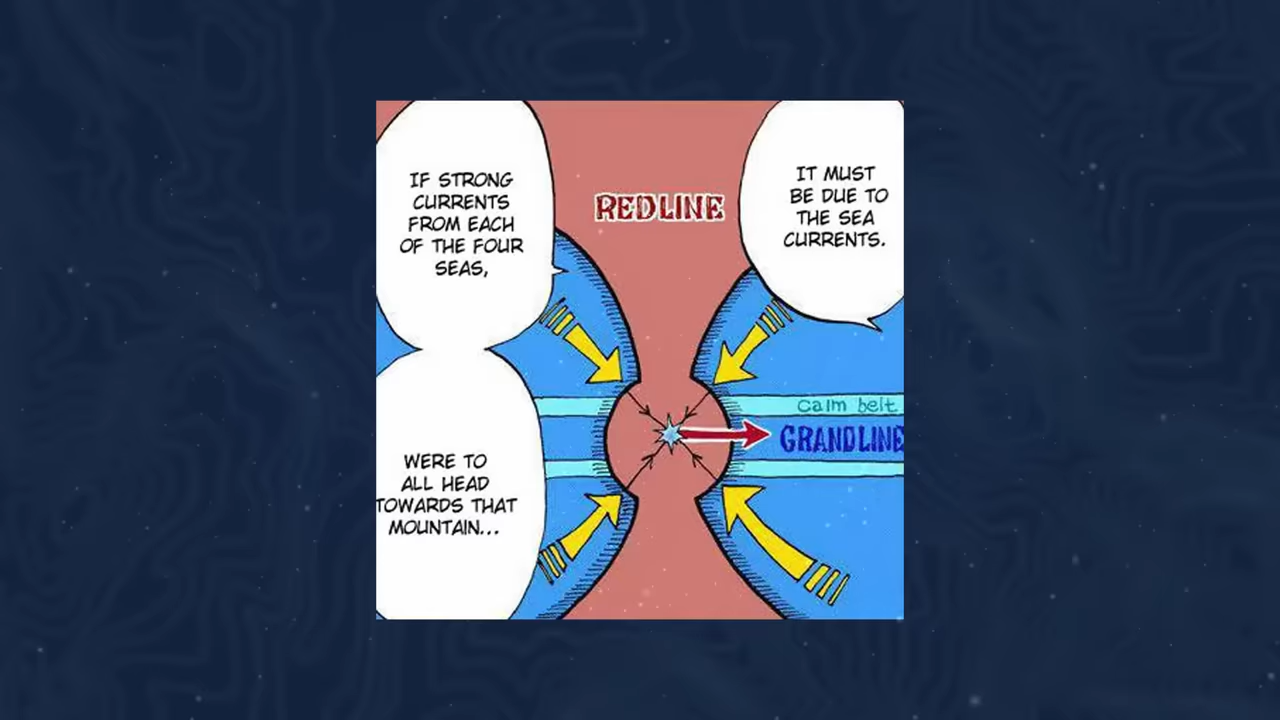 IT MUST
BE DUE TO
THE SEA
CURRENTS.
IF STRONG
CURRENTS
FROM EACH
OF THE FOUR
SEAS,
WERE TO
ALL HEAD
TOWARDS THAT
MOUNTAIN...
REDLINE
calm belt
GRANDLINE